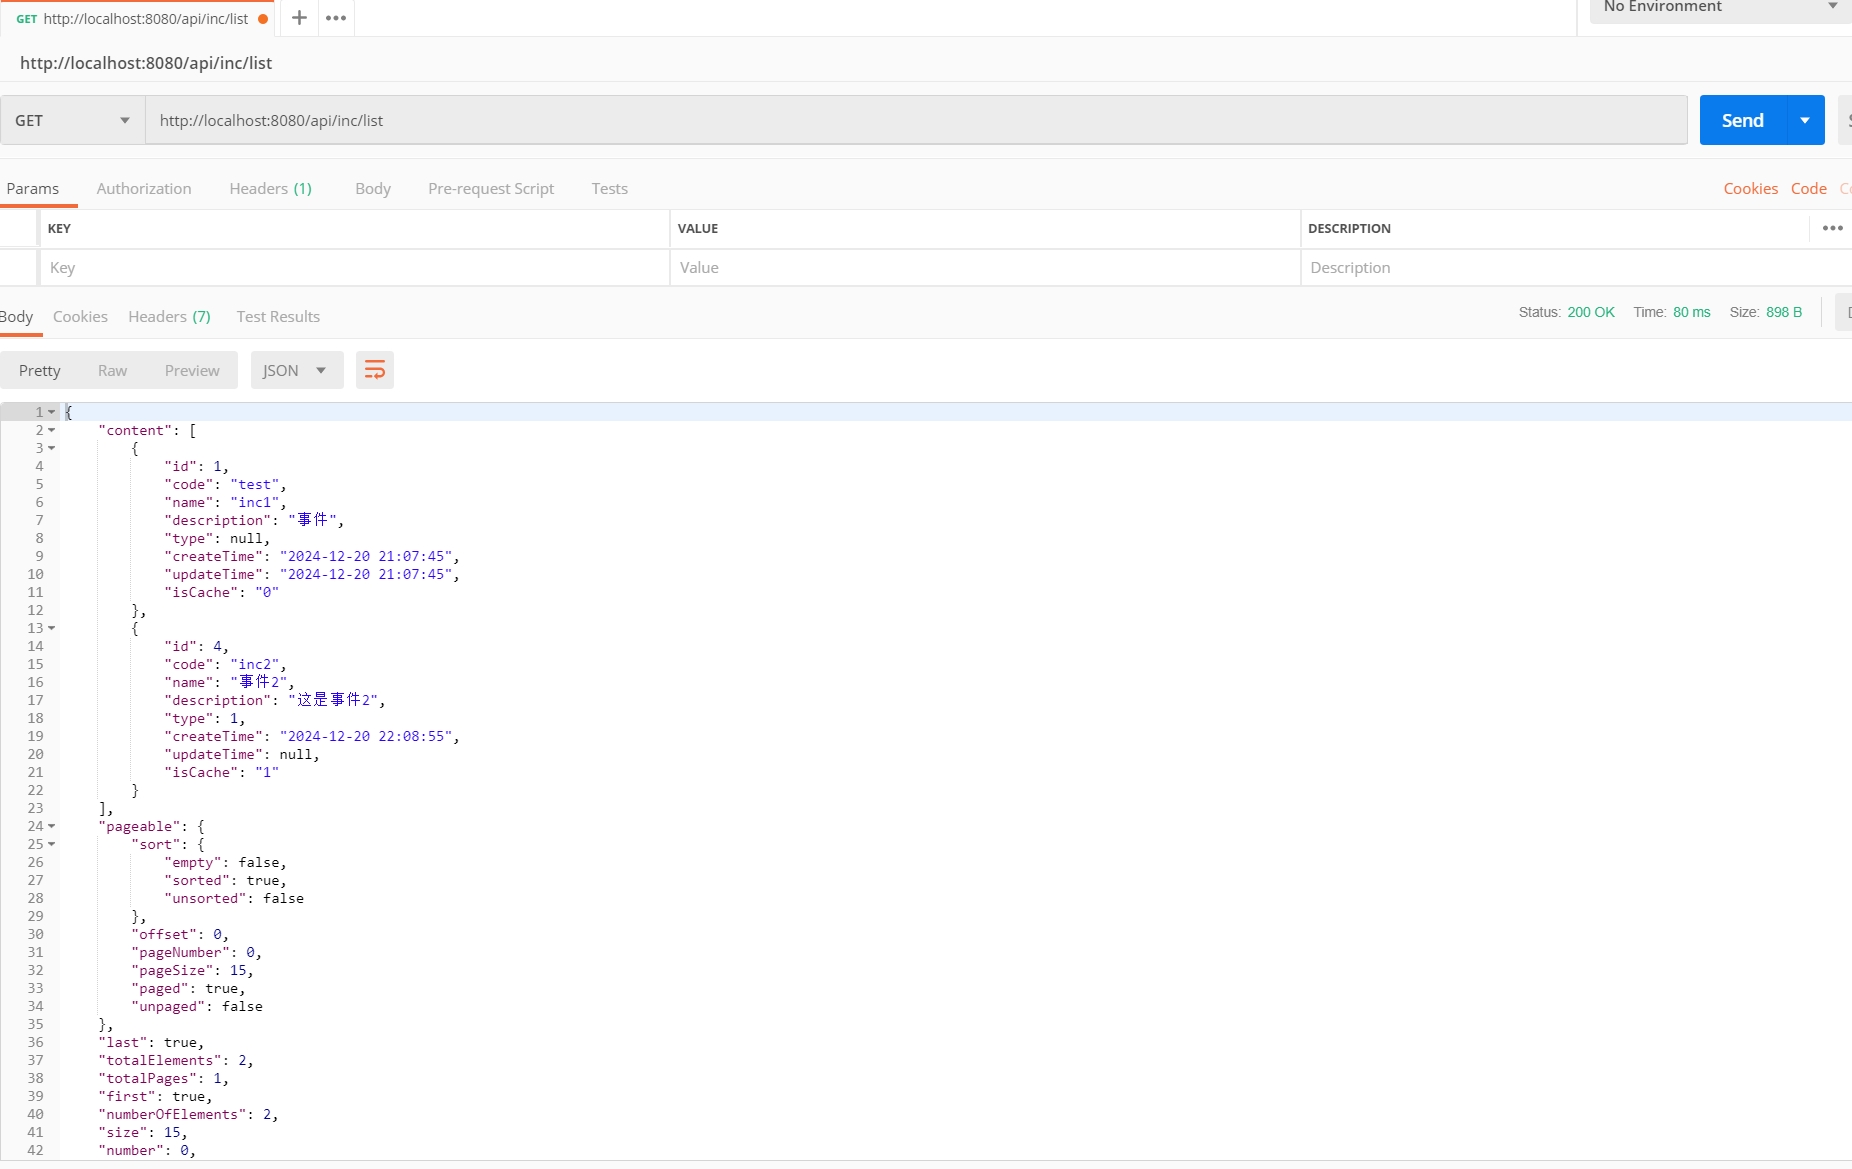 GET http://localhost:8080/api/inc/list
No Environment
http://localhost:8080/api/inc/list
GET http://localhost:8080/api/inc/list Send
Params Authorization Headers (1) Body Pre-request Script Tests Cookies Code
KEY VALUE DESCRIPTION
Key Value Description
Body Cookies Headers (7) Test Results Status: 200 OK Time: 80 ms Size: 898 B
Pretty Raw Preview JSON
1 {
2 "content": [
3 {
4 "id": 1,
5 "code": "test",
6 "name": "inc1",
7 "description": "事件",
8 "type": null,
9 "createTime": "2024-12-20 21:07:45",
10 "updateTime": "2024-12-20 21:07:45",
11 "isCache": "0"
12 },
13 {
14 "id": 4,
15 "code": "inc2",
16 "name": "事件2",
17 "description": "这是事件2",
18 "type": 1,
19 "createTime": "2024-12-20 22:08:55",
20 "updateTime": null,
21 "isCache": "1"
22 }
23 ],
24 "pageable": {
25 "sort": {
26 "empty": false,
27 "sorted": true,
28 "unsorted": false
29 },
30 "offset": 0,
31 "pageNumber": 0,
32 "pageSize": 15,
33 "paged": true,
34 "unpaged": false
35 },
36 "last": true,
37 "totalElements": 2,
38 "totalPages": 1,
39 "first": true,
40 "numberOfElements": 2,
41 "size": 15,
42 "number": 0,